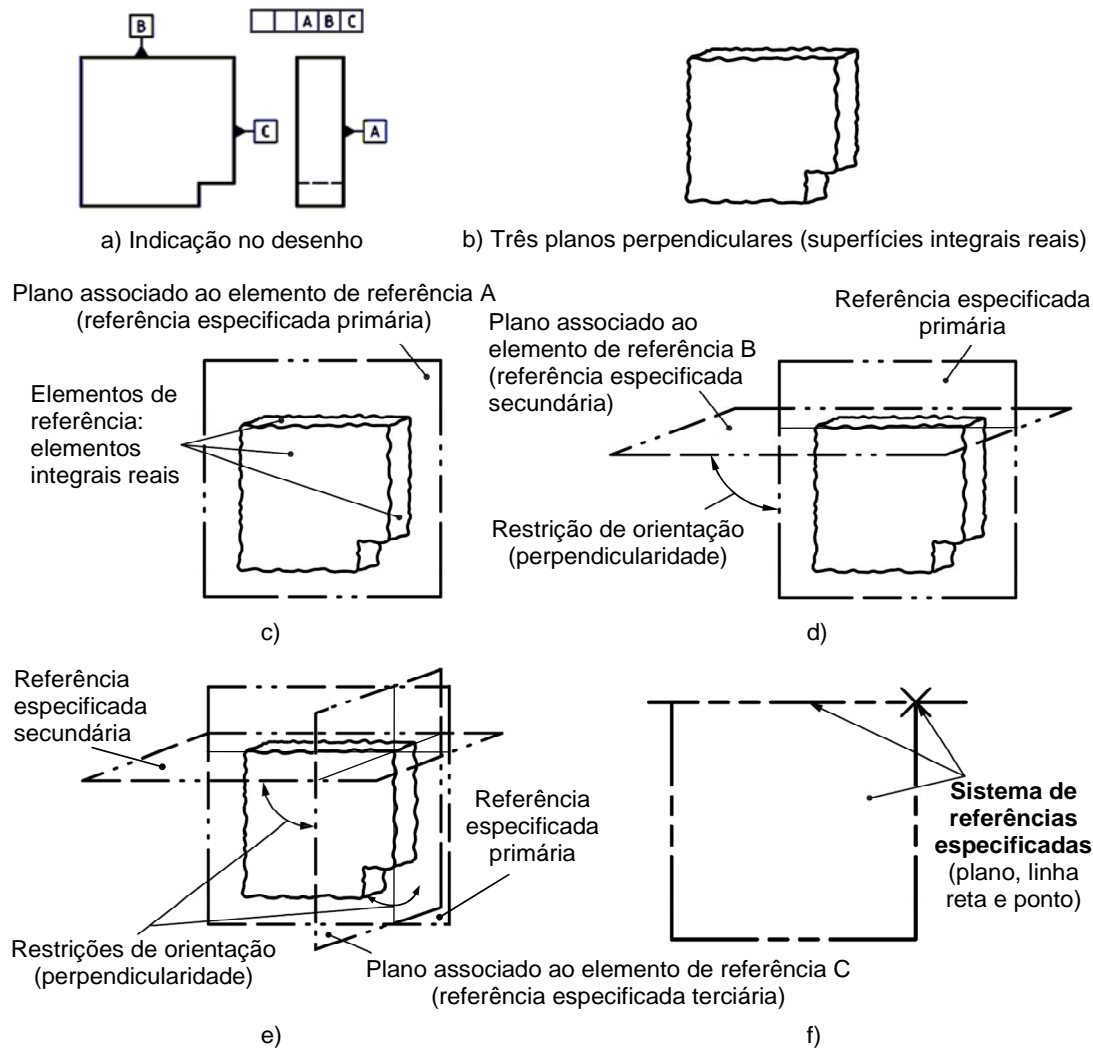 B
A B C
C
A
a) Indicação no desenho
b) Três planos perpendiculares (superfícies integrais reais)
Plano associado ao elemento de referência A
(referência especificada primária)
Elementos de
referência:
elementos
integrais reais
c)
Plano associado ao
elemento de referência B
(referência especificada
secundária)
Referência especificada
primária
Restrição de orientação
(perpendicularidade)
d)
Referência
especificada
secundária
Referência
especificada
primária
Restrições de orientação
(perpendicularidade)
Plano associado ao elemento de referência C
(referência especificada terciária)
e)
Sistema de
referências
especificadas
(plano, linha
reta e ponto)
f)